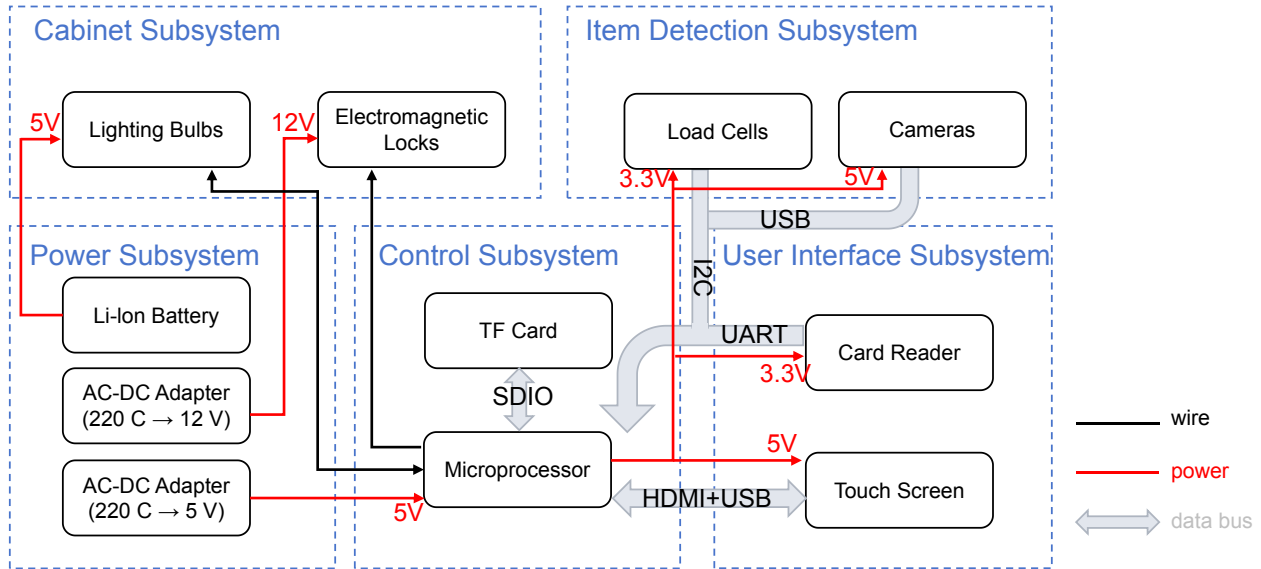 Cabinet Subsystem
5V
Lighting Bulbs
12V
Electromagnetic
Locks
Item Detection Subsystem
Load Cells
Cameras
3.3V
5V
USB
I2C
Power Subsystem
Li-Ion Battery
AC-DC Adapter
(220 C → 12 V)
AC-DC Adapter
(220 C → 5 V)
Control Subsystem
TF Card
SDIO
Microprocessor
5V
User Interface Subsystem
UART
Card Reader
3.3V
5V
HDMI+USB
Touch Screen
wire
power
data bus